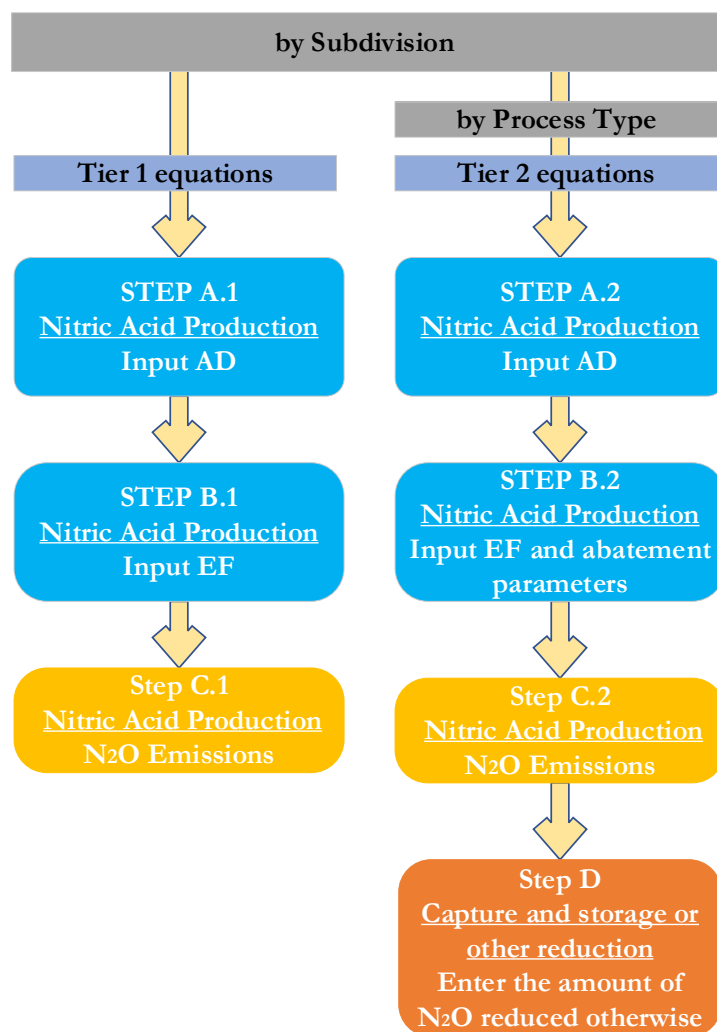 by Subdivision
by Process Type
Tier 1 equations
Tier 2 equations
STEP A.1
Nitric Acid Production
Input AD
STEP A.2
Nitric Acid Production
Input AD
STEP B.1
Nitric Acid Production
Input EF
STEP B.2
Nitric Acid Production
Input EF and abatement
parameters
Step C.1
Nitric Acid Production
N2O Emissions
Step C.2
Nitric Acid Production
N2O Emissions
Step D
Capture and storage or
other reduction
Enter the amount of
N2O reduced otherwise